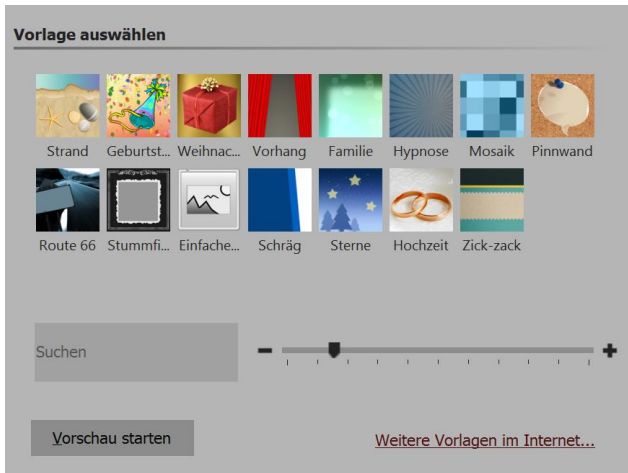 Vorlage auswählen
Strand Geburtst... Weihnac... Vorhang Familie Hypnose Mosaik Pinnwand
Route 66 Stummfi... Einfache... Schräg Sterne Hochzeit Zick-zack
Suchen
Vorschau starten Weitere Vorlagen im Internet...